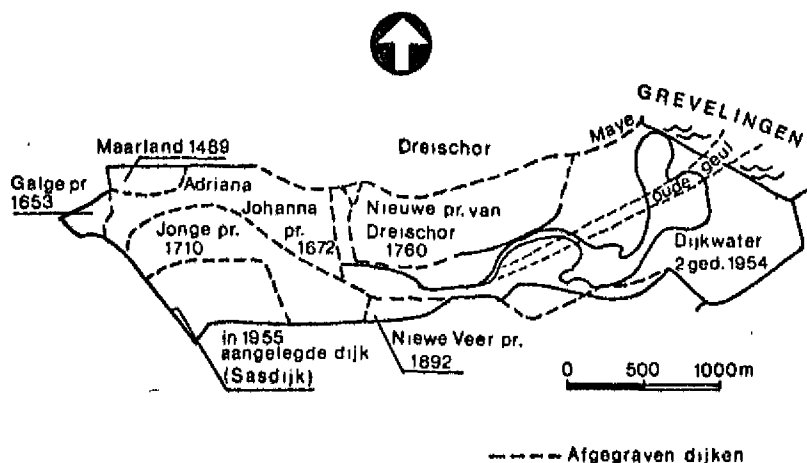 GREVELINGEN
Maye
Maarland 1489
Dreischor
Galge pr
1653
Adriana
oude geul
Johanna
pr.
1672
Nieuwe pr. van
Dreischor
1760
Jonge pr.
1710
Dijkwater
2 ged. 1954
in 1955
aangelegde dijk
(Sasdijk)
Niewe Veer pr.
1892
0 500 1000m
Afgegraven dijken